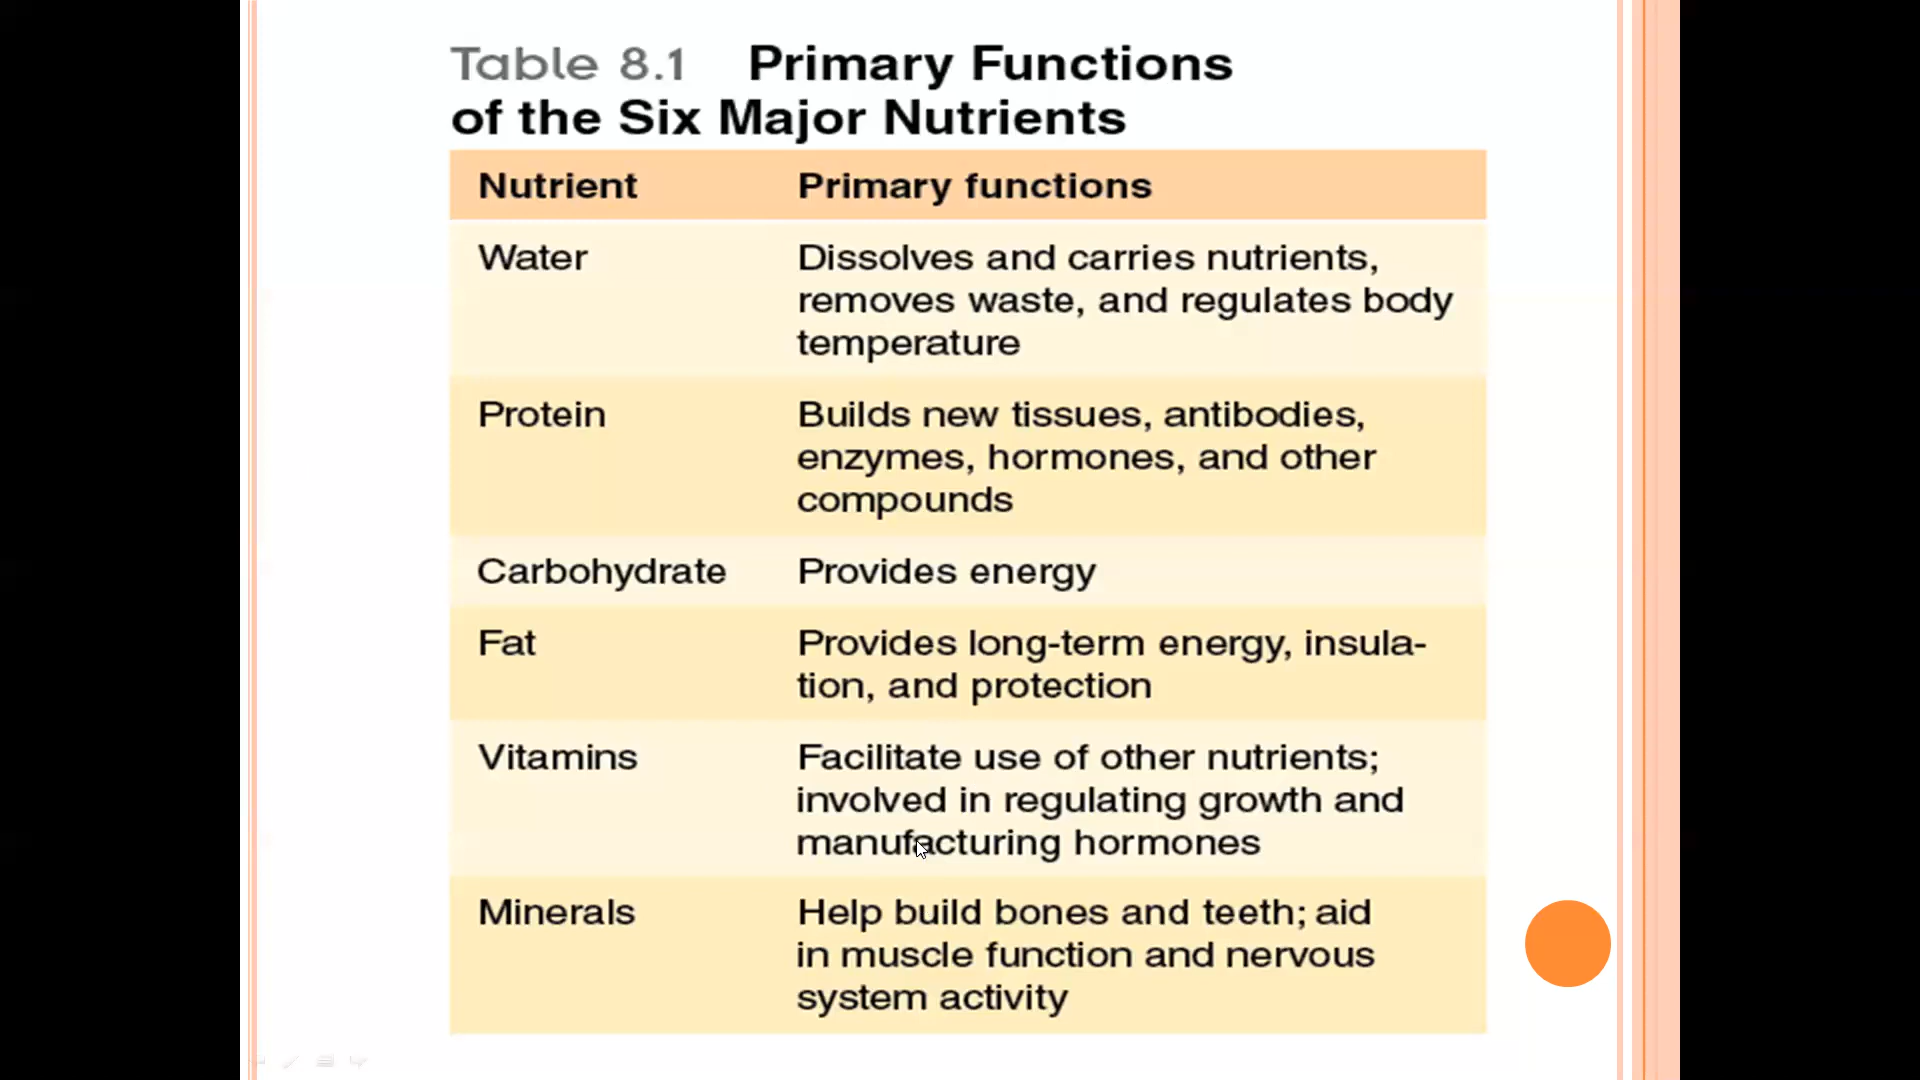 Table 8.1 Primary Functions
of the Six Major Nutrients
Nutrient Primary functions
Water Dissolves and carries nutrients,
removes waste, and regulates body
temperature
Protein Builds new tissues, antibodies,
enzymes, hormones, and other
compounds
Carbohydrate Provides energy
Fat Provides long-term energy, insula-
tion, and protection
Vitamins Facilitate use of other nutrients;
involved in regulating growth and
manufacturing hormones
Minerals Help build bones and teeth; aid
in muscle function and nervous
system activity